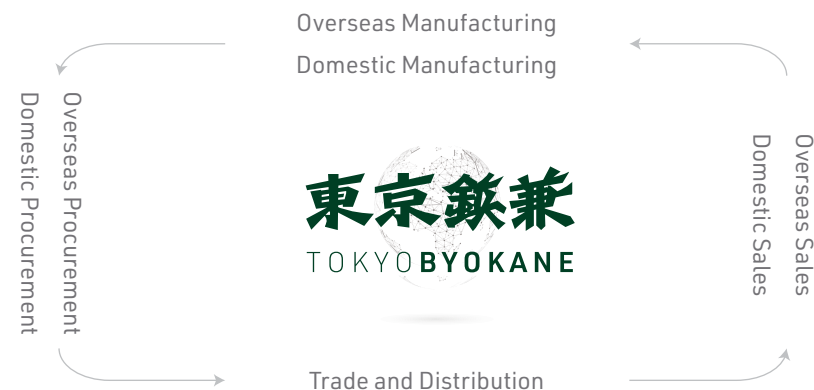 Overseas Manufacturing
Domestic Manufacturing
Overseas Procurement
Domestic Procurement
東京鋲兼
TOKYOBYOKANE
Overseas Sales
Domestic Sales
Trade and Distribution